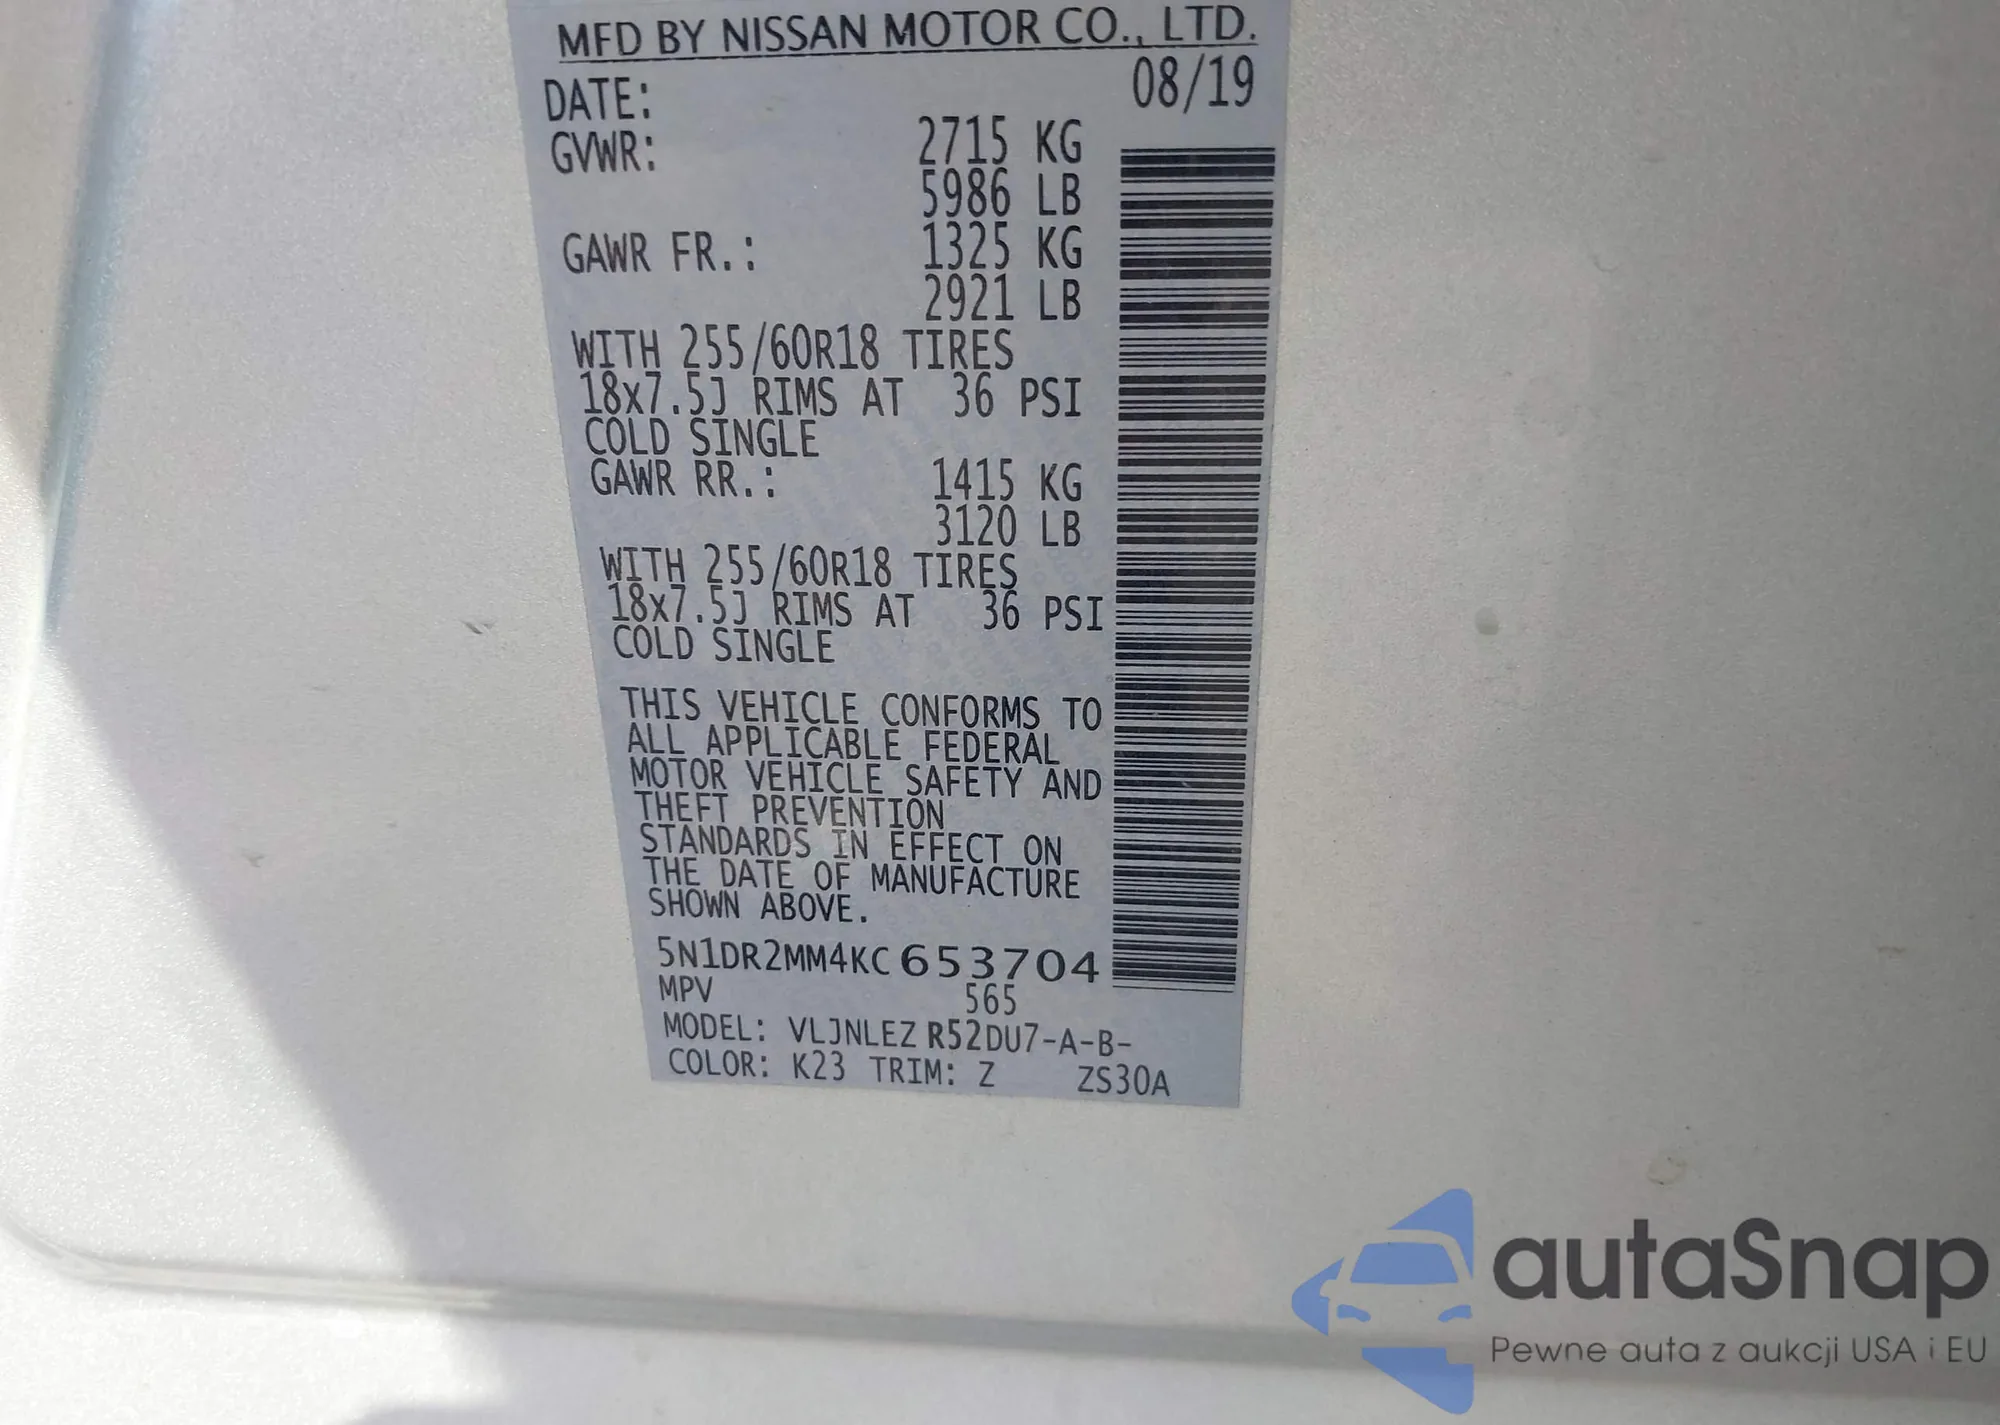 MFD BY NISSAN MOTOR CO., LTD.
DATE: 08/19
GVWR: 2715 KG
5986 LB
GAWR FR.: 1325 KG
2921 LB
WITH 255/60R18 TIRES
18x7.5J RIMS AT 36 PSI
COLD SINGLE
GAWR RR.: 1415 KG
3120 LB
WITH 255/60R18 TIRES
18x7.5J RIMS AT 36 PSI
COLD SINGLE
THIS VEHICLE CONFORMS TO
ALL APPLICABLE FEDERAL
MOTOR VEHICLE SAFETY AND
THEFT PREVENTION
STANDARDS IN EFFECT ON
THE DATE OF MANUFACTURE
SHOWN ABOVE.
5N1DR2MM4KC653704
MPV 565
MODEL: VLJNLEZ R52DU7-A-B-
COLOR: K23 TRIM: Z ZS30A
autaSnap
Pewne auta z aukcji USA i EU